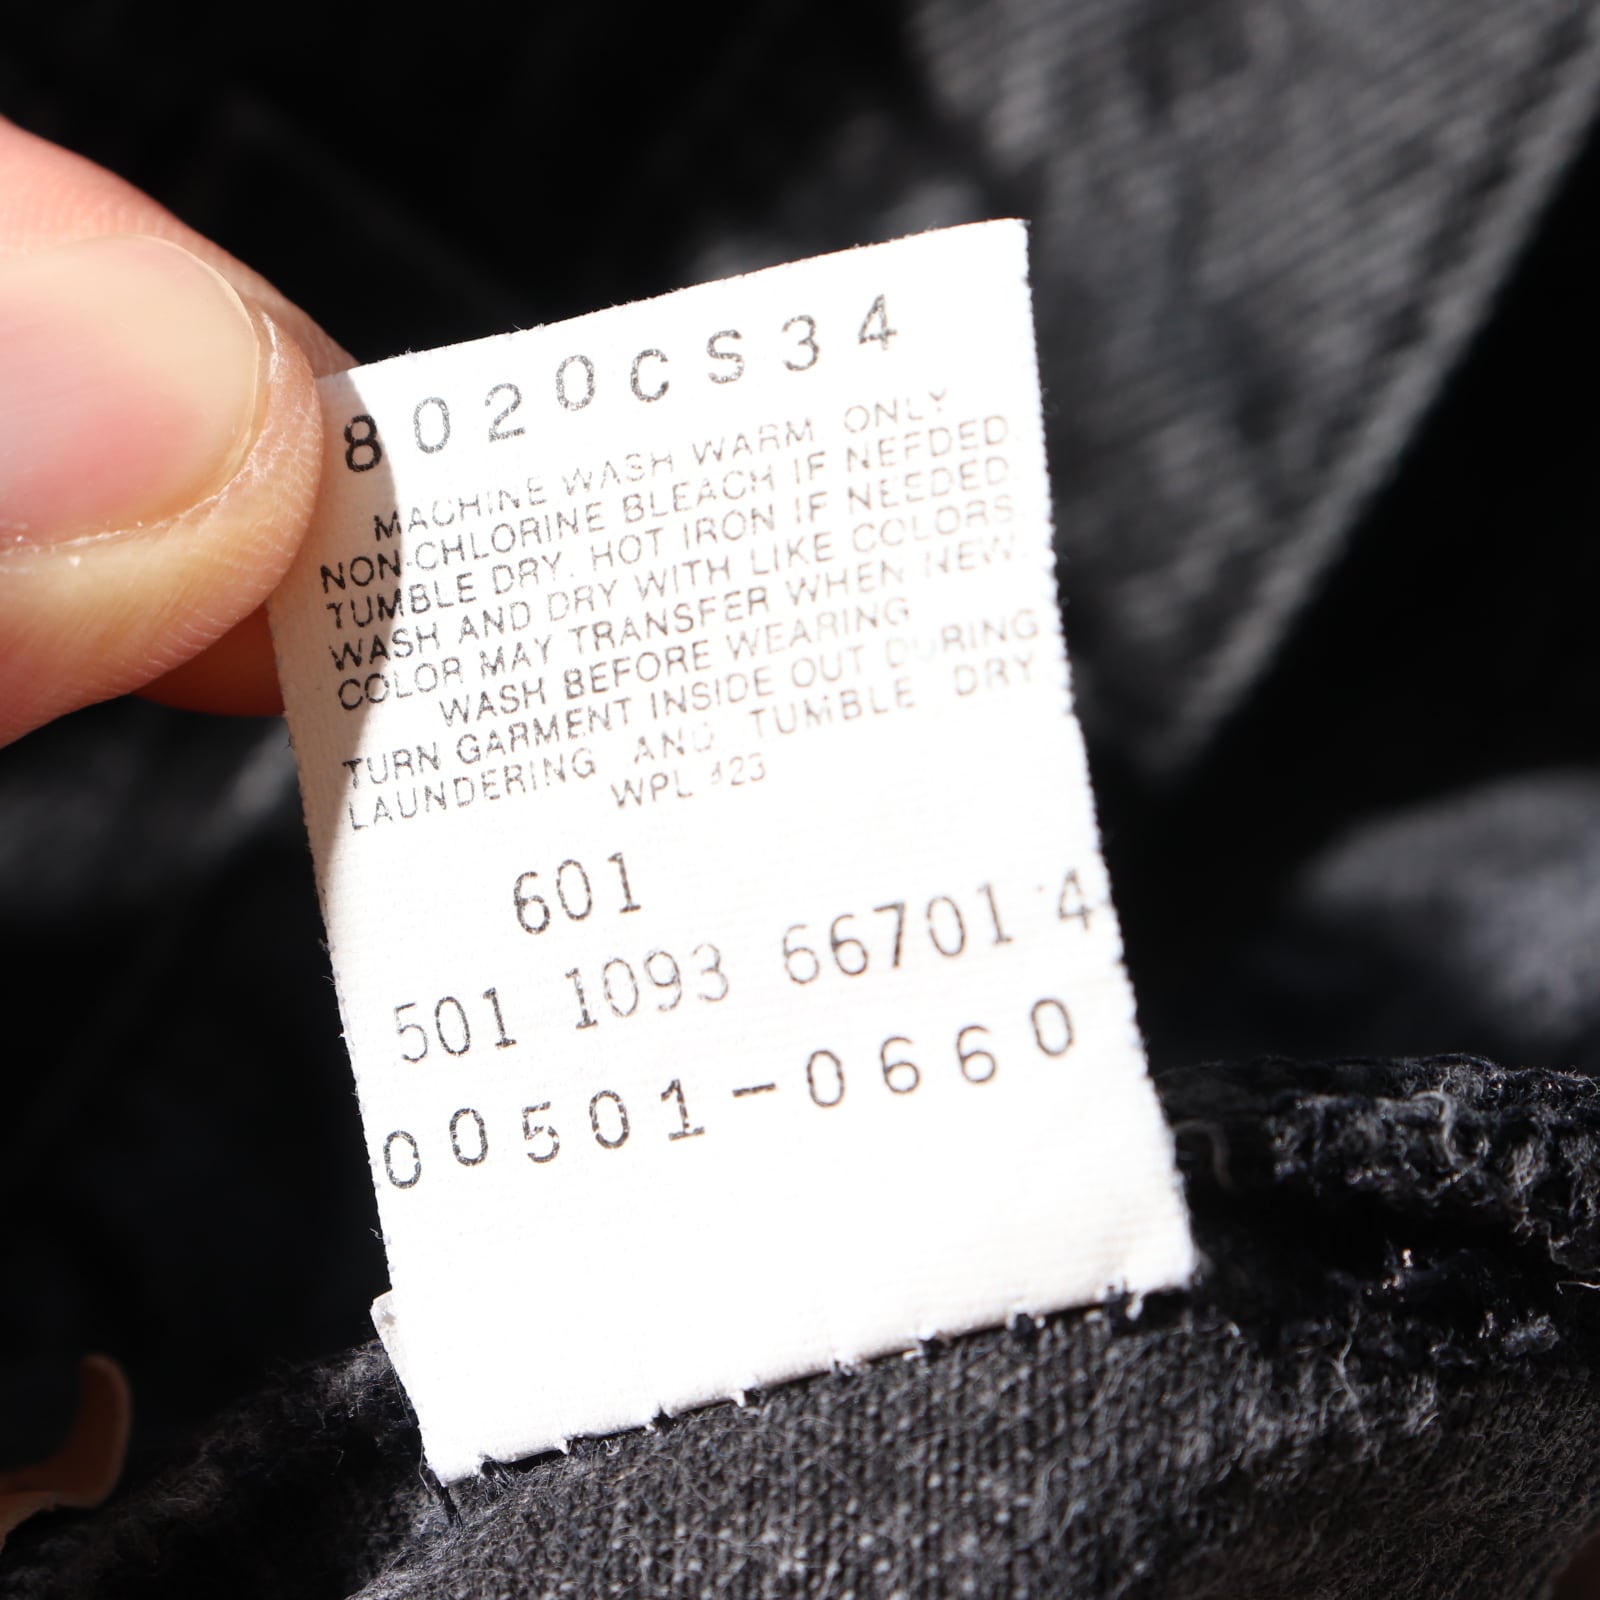 8020CS34
MACHINE WASH WARM ONLY
NON-CHLORINE BLEACH IF NEEDED.
TUMBLE DRY. HOT IRON IF NEEDED.
WASH AND DRY WITH LIKE COLORS.
COLOR MAY TRANSFER WHEN NEW.
WASH BEFORE WEARING
TURN GARMENT INSIDE OUT DURING
LAUNDERING AND TUMBLE DRY
WPL 423
601
501 1093 66701 4
00501-0660